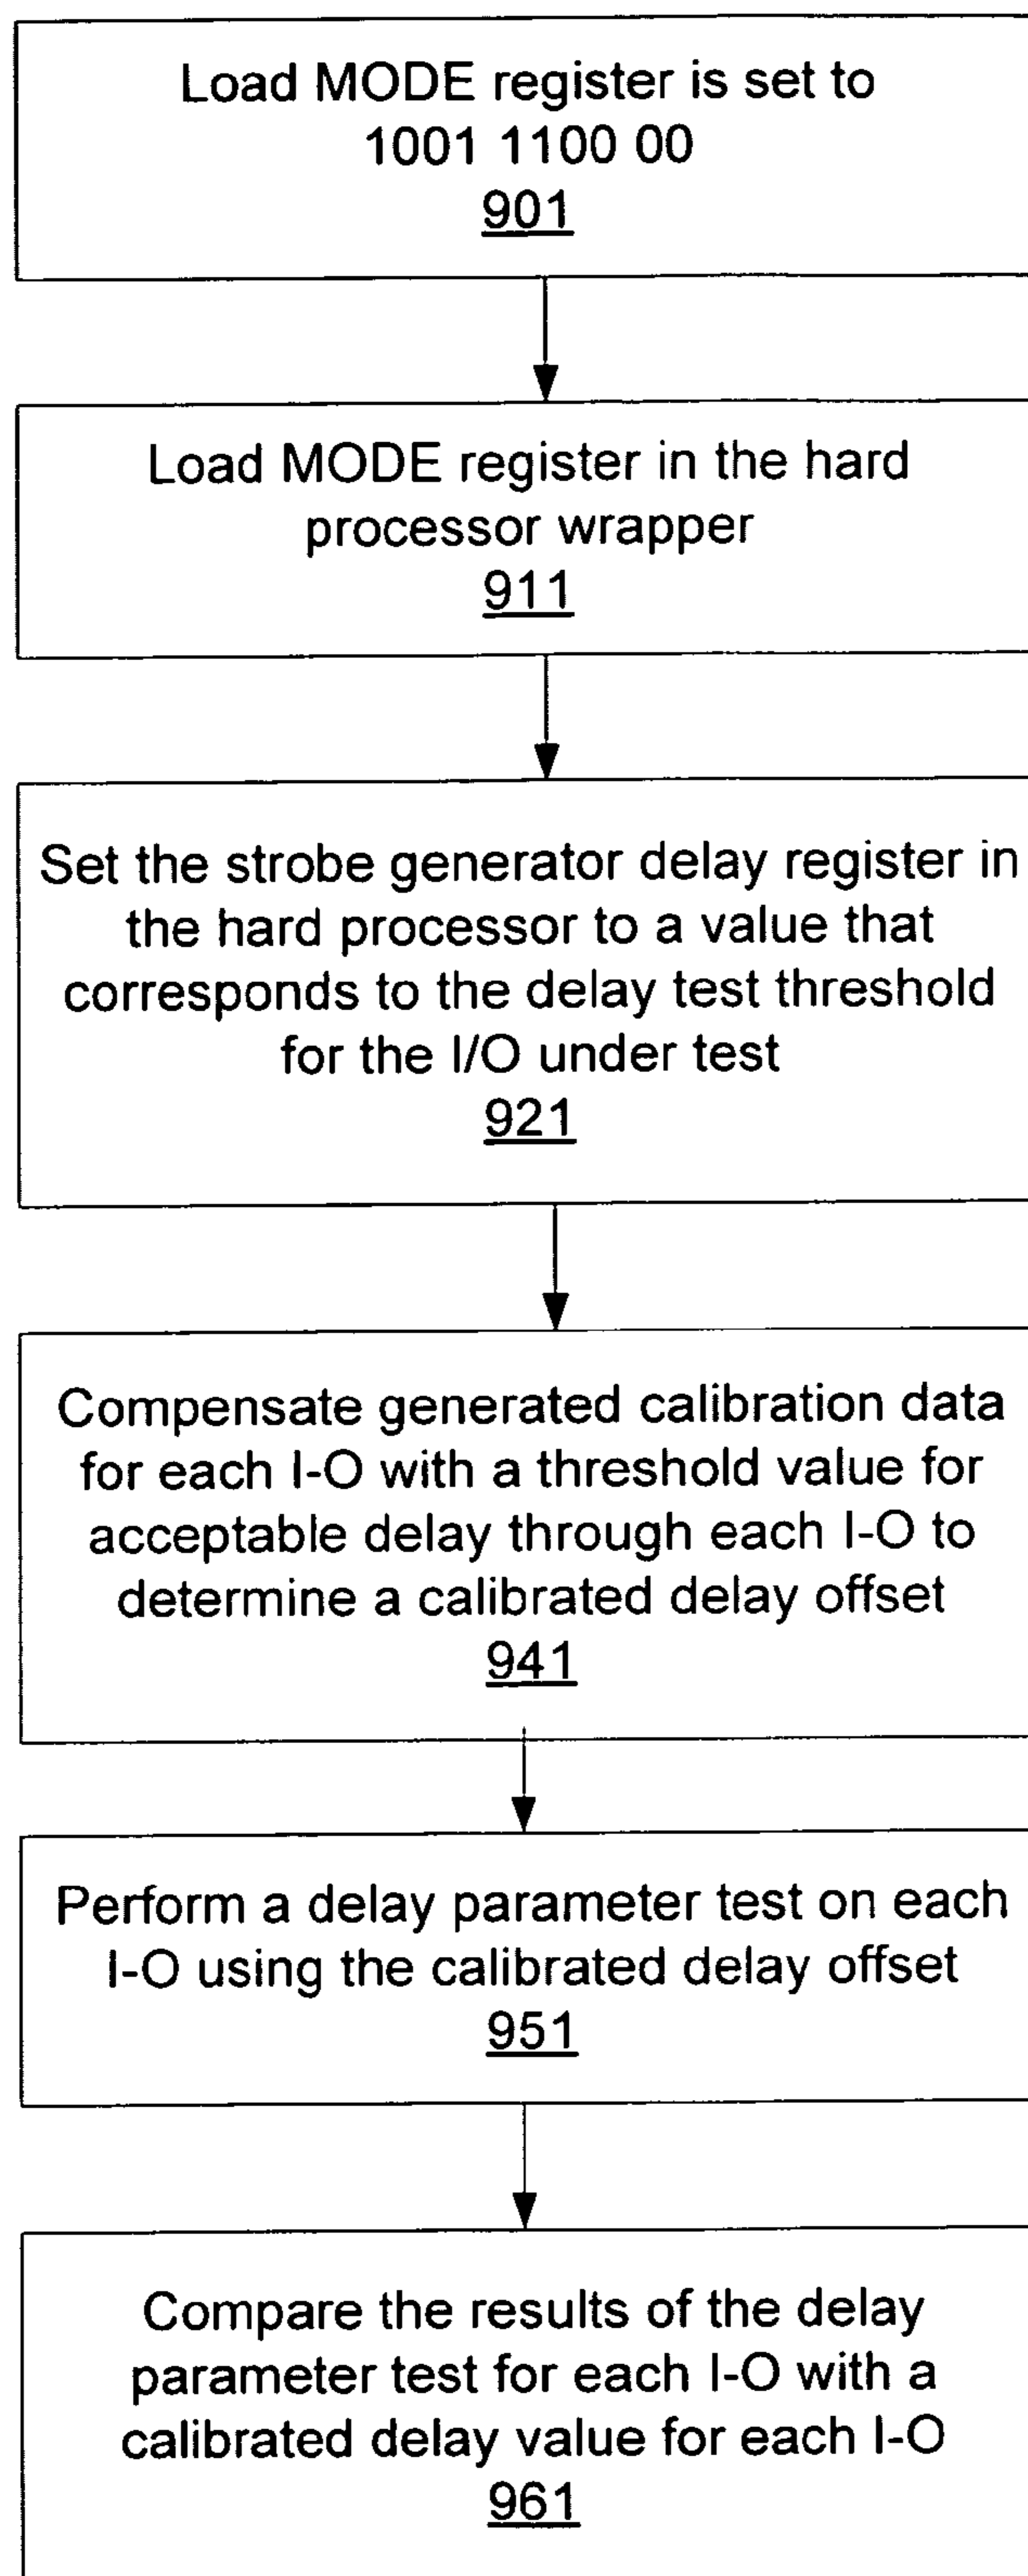 Load MODE register is set to
1001 1100 00
901
Load MODE register in the hard
processor wrapper
911
Set the strobe generator delay register in
the hard processor to a value that
corresponds to the delay test threshold
for the I/O under test
921
Compensate generated calibration data
for each I-O with a threshold value for
acceptable delay through each I-O to
determine a calibrated delay offset
941
Perform a delay parameter test on each
I-O using the calibrated delay offset
951
Compare the results of the delay
parameter test for each I-O with a
calibrated delay value for each I-O
961